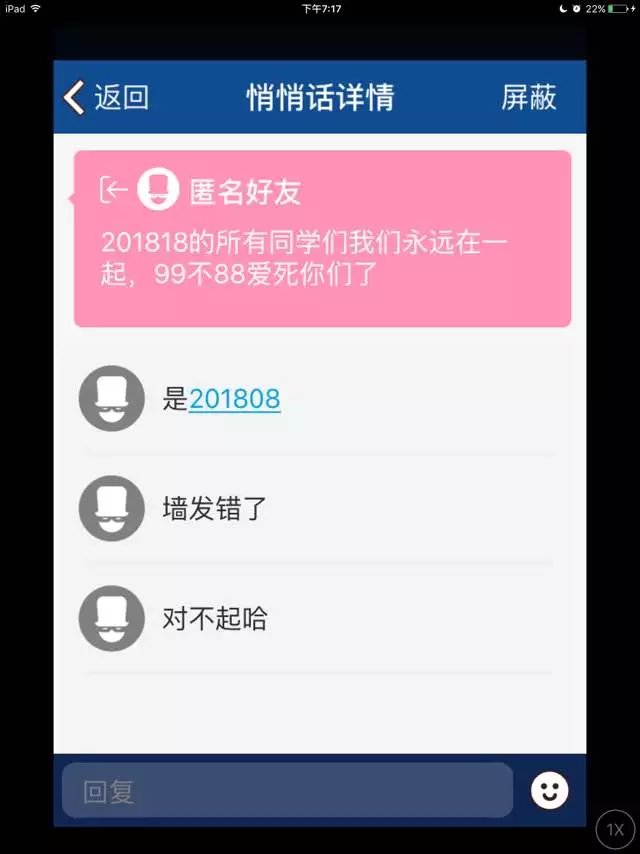 iPad 下午7:17 22%
返回 悄悄话详情 屏蔽
匿名好友
201818的所有同学们我们永远在一
起，99不88爱死你们了
是201808
墙发错了
对不起哈
回复
1X